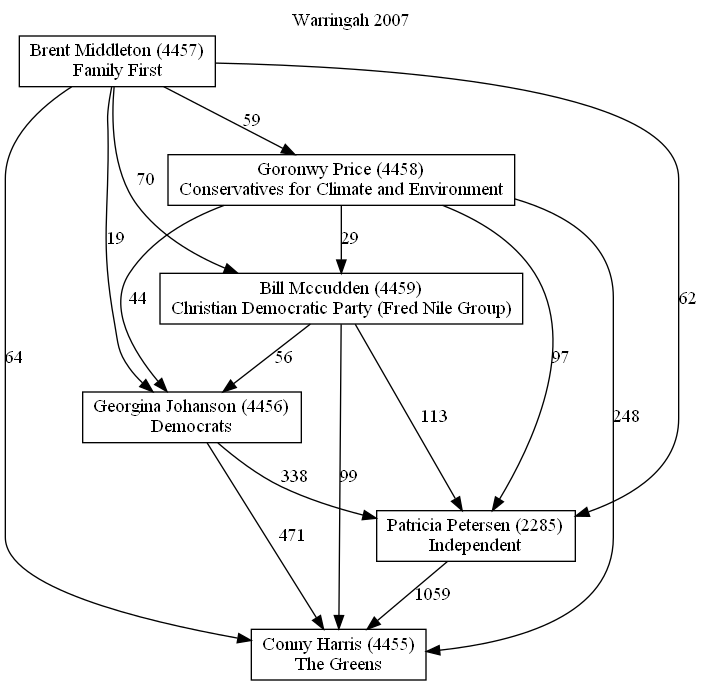 Warringah 2007
Brent Middleton (4457)
Family First
59
Goronwy Price (4458)
Conservatives for Climate and Environment
70
19
44
29
Bill Mccudden (4459)
Christian Democratic Party (Fred Nile Group)
62
64
56
97
Georgina Johanson (4456)
Democrats
113
248
338
99
Patricia Petersen (2285)
Independent
471
1059
Conny Harris (4455)
The Greens